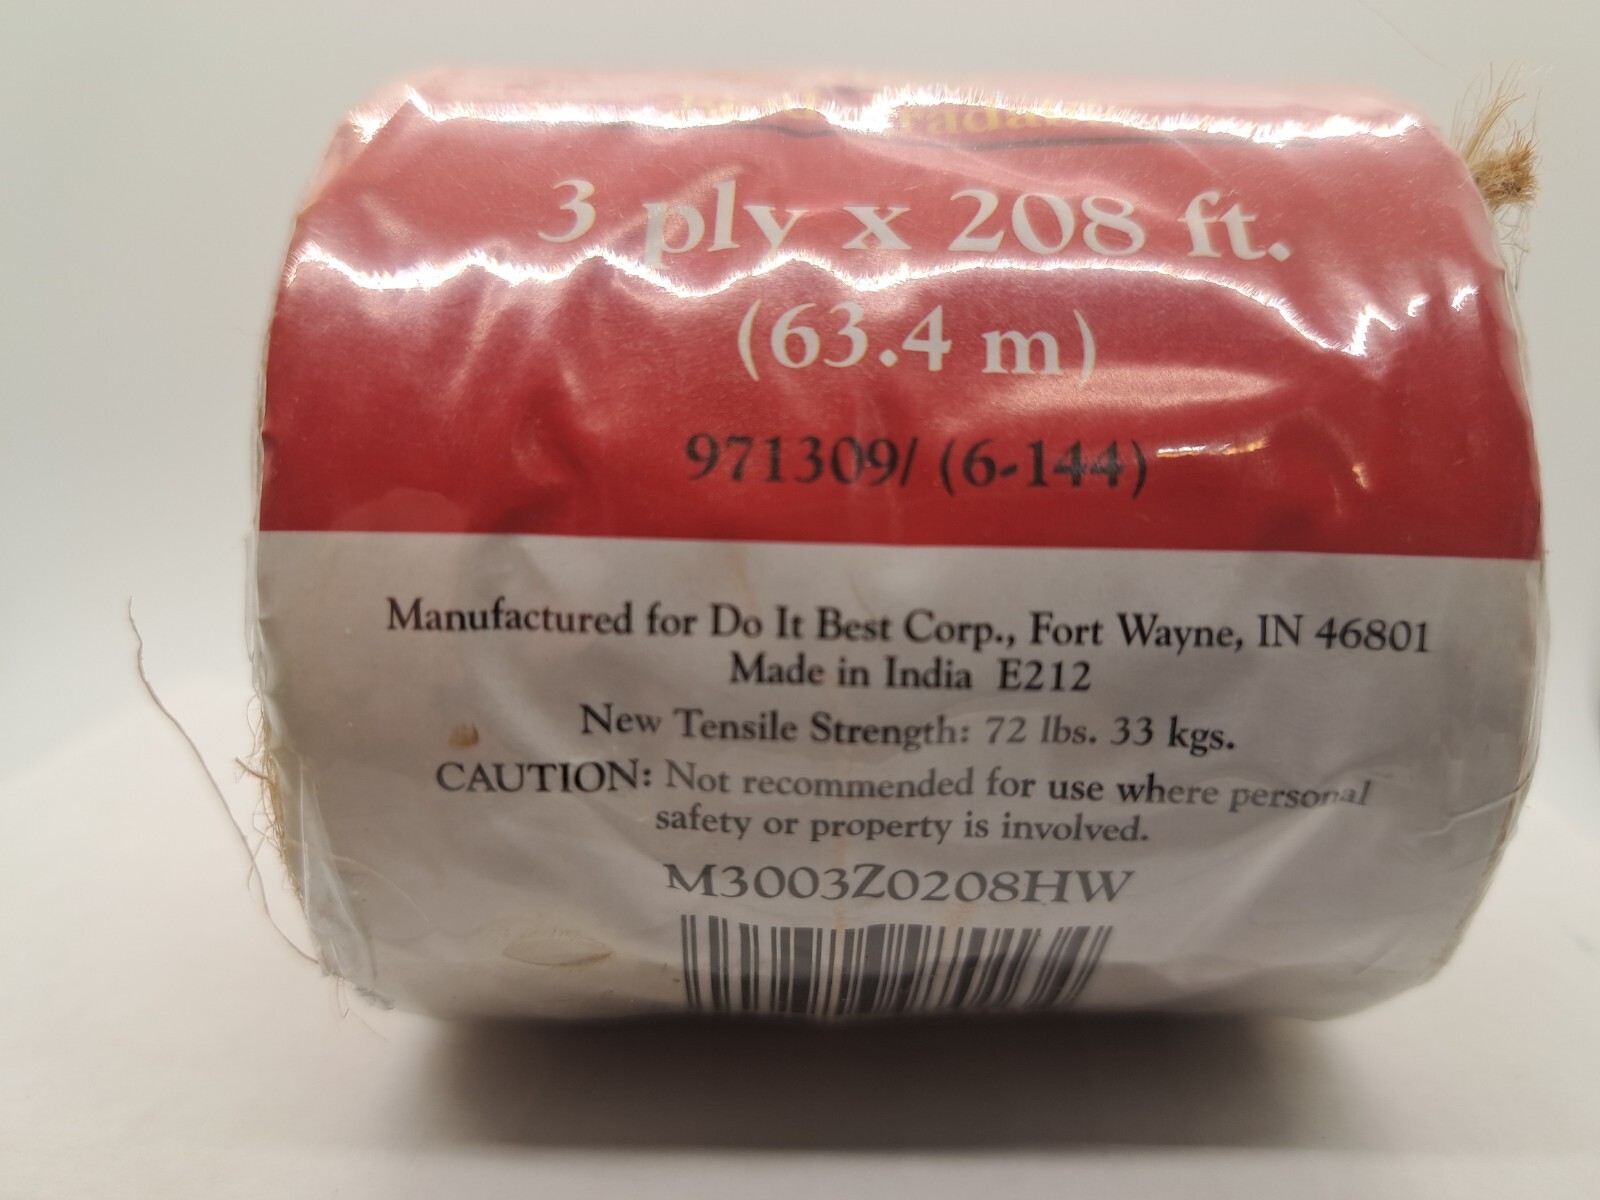 3 ply x 208 ft.
(63.4 m)
971309/ (6-144)
Manufactured for Do It Best Corp., Fort Wayne, IN 46801
Made in India E212
New Tensile Strength: 72 lbs. 33 kgs.
CAUTION: Not recommended for use where personal
safety or property is involved.
M3003Z0208HW